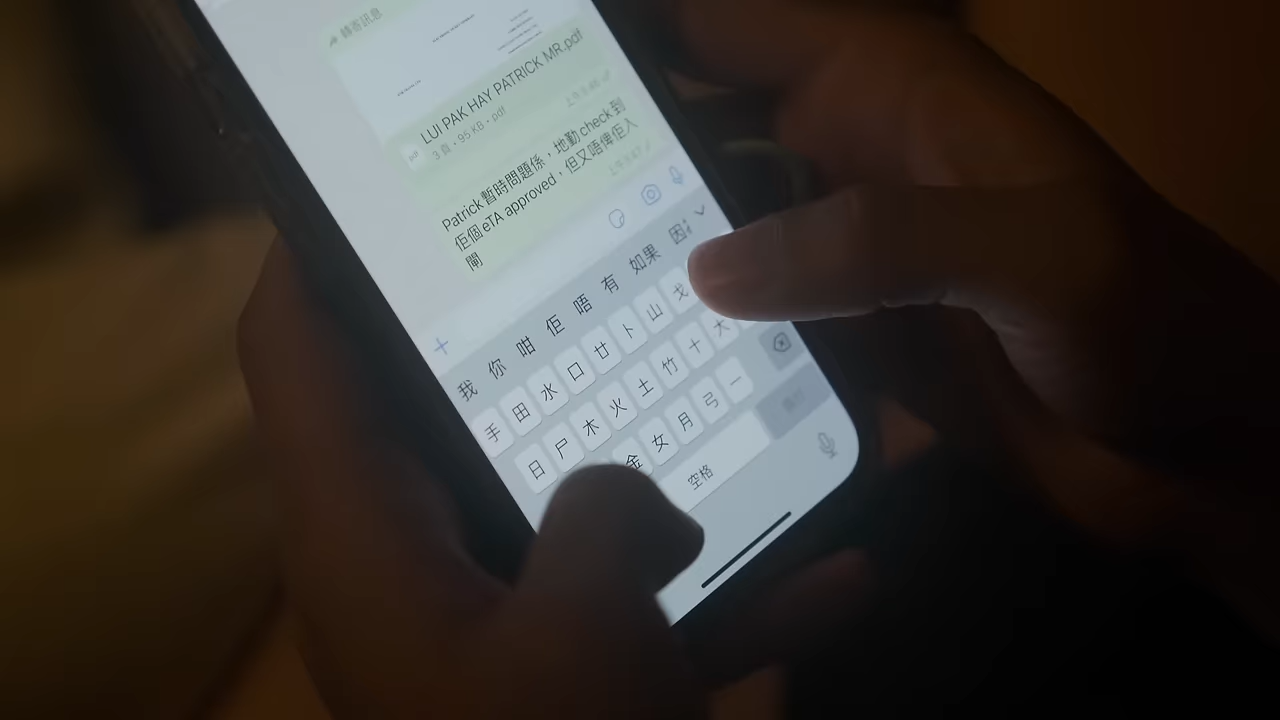 轉寄訊息
LUI PAK HAY PATRICK MR.pdf
3 頁 · 95 KB · pdf
Patrick 暫時問題係，地勤 check 到
佢個 eTA approved，但又唔俾佢入
閘
我 你 咁 佢 唔 有 如果 因
手 田 水 口 廿 卜 山 戈
日 尸 木 火 土 竹 十 大
金 女 月 弓 一
空格